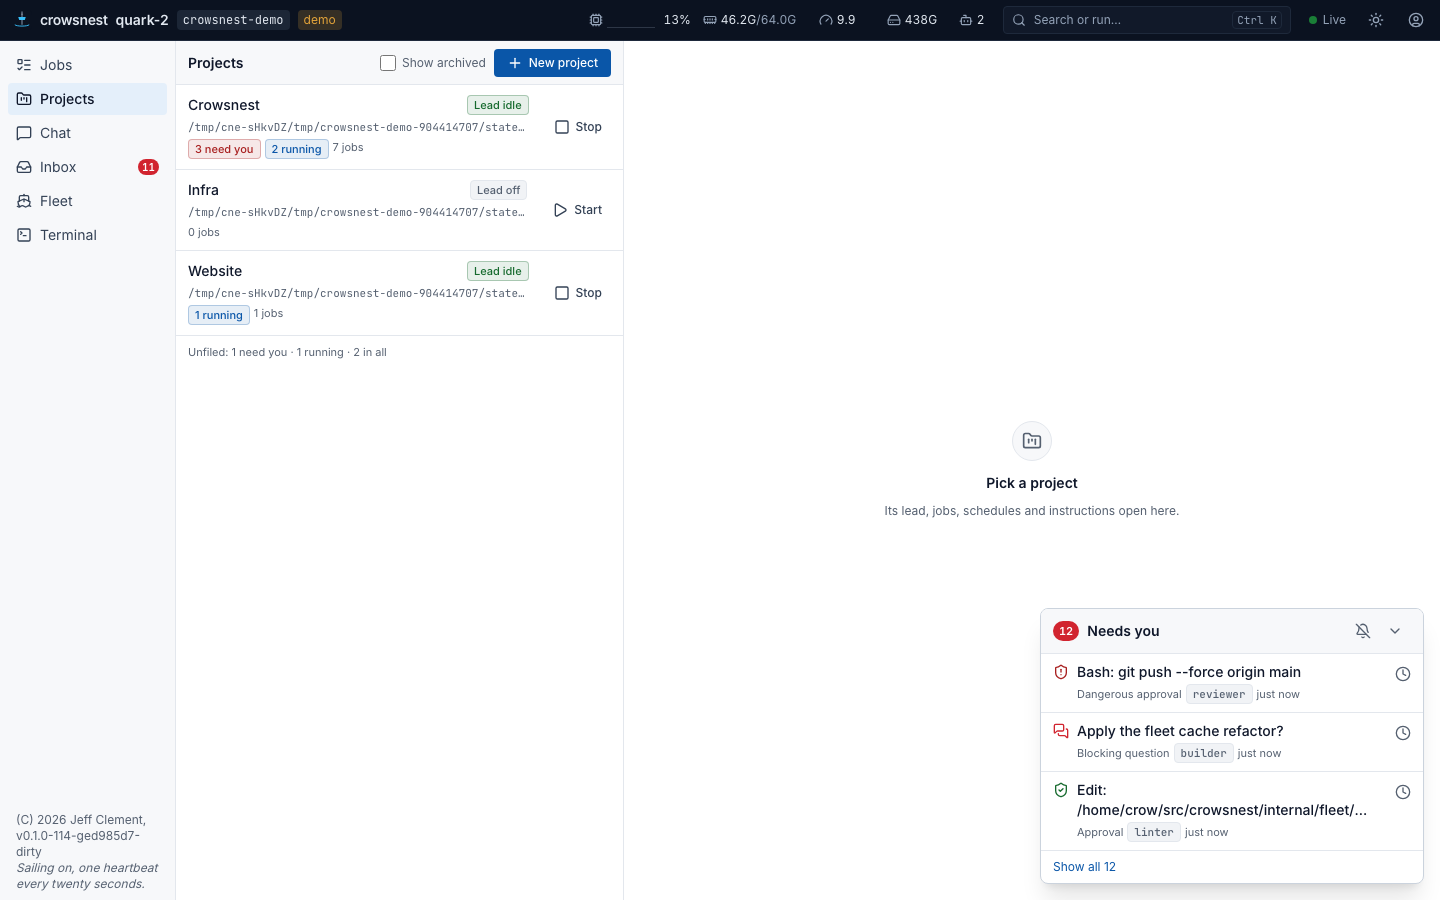 crowsnest quark-2 crowsnest-demo demo 13% 46.2G/64.0G 9.9 438G 2 Search or run... Ctrl K Live
Jobs
Projects
Chat
Inbox 11
Fleet
Terminal
(C) 2026 Jeff Clement,
v0.1.0-114-ged985d7-
dirty
Sailing on, one heartbeat
every twenty seconds.
Projects Show archived New project
Crowsnest Lead idle
/tmp/cne-sHkvDZ/tmp/crowsnest-demo-904414707/state…
Stop
3 need you 2 running 7 jobs
Infra Lead off
/tmp/cne-sHkvDZ/tmp/crowsnest-demo-904414707/state…
Start
0 jobs
Website Lead idle
/tmp/cne-sHkvDZ/tmp/crowsnest-demo-904414707/state…
Stop
1 running 1 jobs
Unfiled: 1 need you · 1 running · 2 in all
Pick a project
Its lead, jobs, schedules and instructions open here.
12 Needs you
Bash: git push --force origin main
Dangerous approval reviewer just now
Apply the fleet cache refactor?
Blocking question builder just now
Edit:
/home/crow/src/crowsnest/internal/fleet/…
Approval linter just now
Show all 12